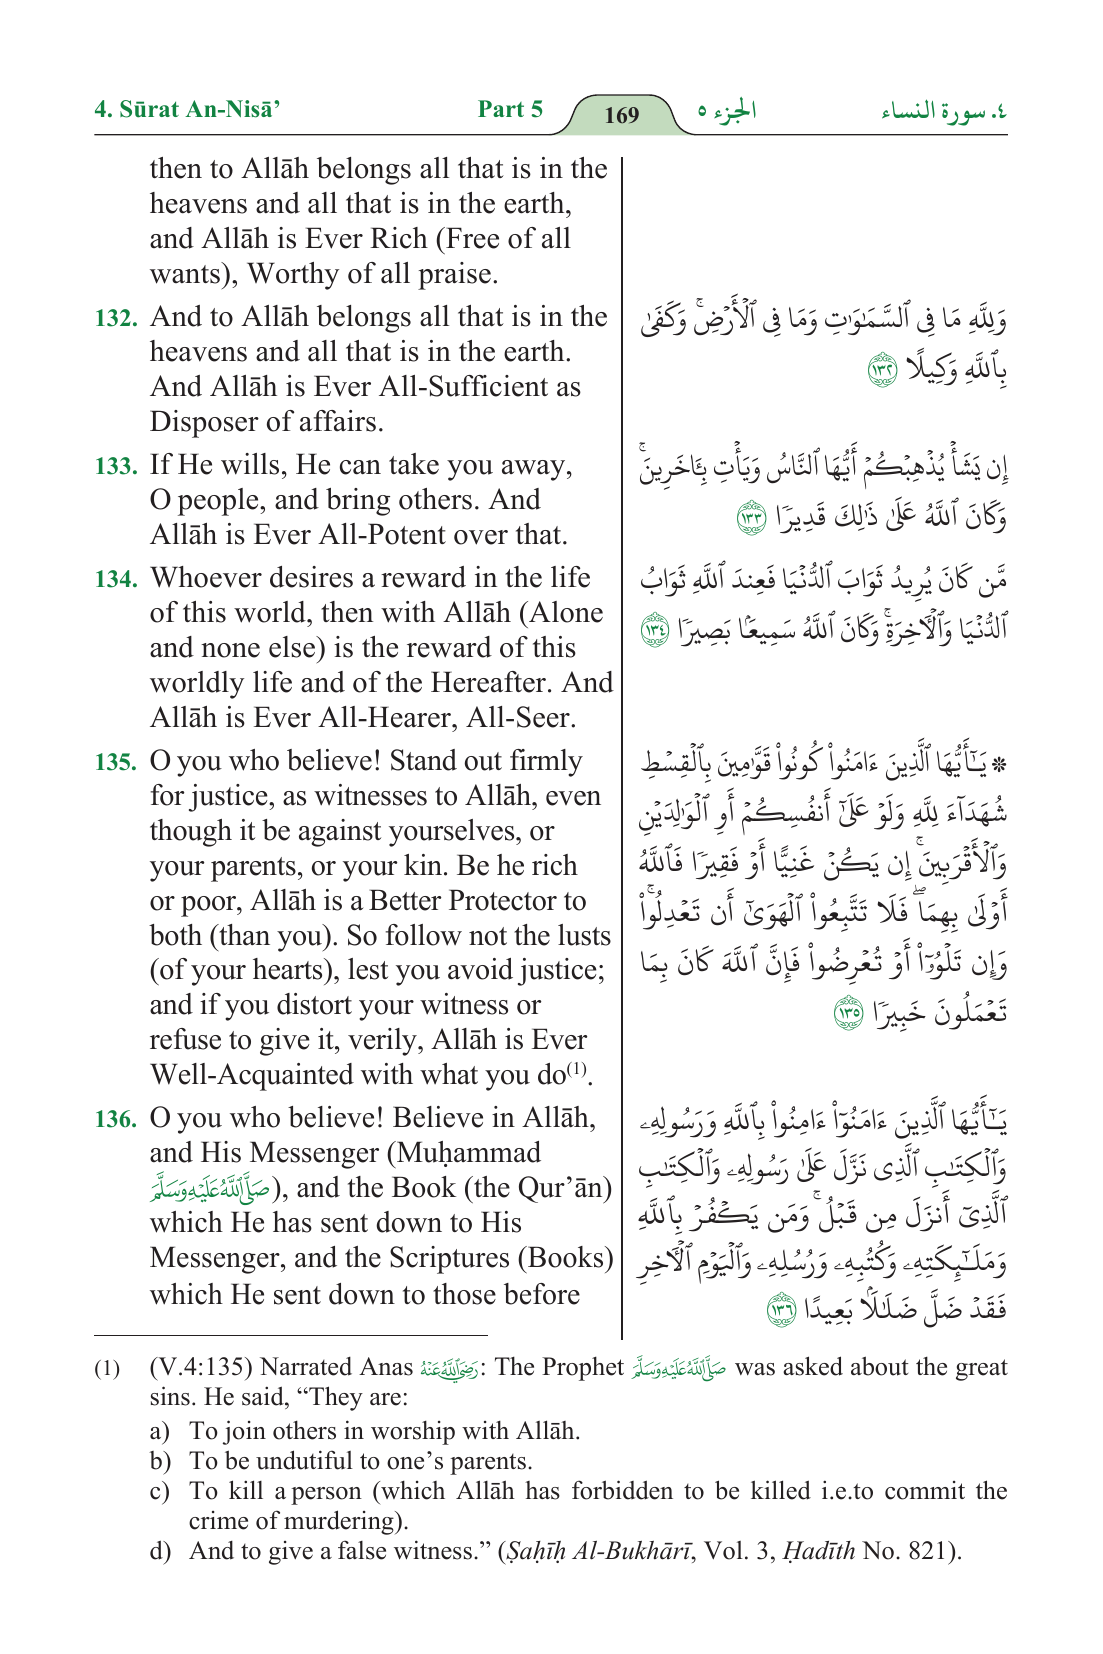 4. Sūrat An-Nisā’ Part 5 169 الجزء ٥ ٤. سورة النساء
then to Allāh belongs all that is in the
heavens and all that is in the earth,
and Allāh is Ever Rich (Free of all
wants), Worthy of all praise.
132. And to Allāh belongs all that is in the
heavens and all that is in the earth.
And Allāh is Ever All-Sufficient as
Disposer of affairs.
133. If He wills, He can take you away,
O people, and bring others. And
Allāh is Ever All-Potent over that.
134. Whoever desires a reward in the life
of this world, then with Allāh (Alone
and none else) is the reward of this
worldly life and of the Hereafter. And
Allāh is Ever All-Hearer, All-Seer.
135. O you who believe! Stand out firmly
for justice, as witnesses to Allāh, even
though it be against yourselves, or
your parents, or your kin. Be he rich
or poor, Allāh is a Better Protector to
both (than you). So follow not the lusts
(of your hearts), lest you avoid justice;
and if you distort your witness or
refuse to give it, verily, Allāh is Ever
Well-Acquainted with what you do(1).
136. O you who believe! Believe in Allāh,
and His Messenger (Muḥammad
صَلَّى اللَّهُ عَلَيْهِ وَسَلَّمَ), and the Book (the Qur’ān)
which He has sent down to His
Messenger, and the Scriptures (Books)
which He sent down to those before
وَلِلَّهِ مَا فِى ٱلسَّمَٰوَٰتِ وَمَا فِى ٱلْأَرْضِ ۚ وَكَفَىٰ
بِٱللَّهِ وَكِيلًا ١٣٢
إِن يَشَأْ يُذْهِبْكُمْ أَيُّهَا ٱلنَّاسُ وَيَأْتِ بِـَٔاخَرِينَ ۚ
وَكَانَ ٱللَّهُ عَلَىٰ ذَٰلِكَ قَدِيرًا ١٣٣
مَّن كَانَ يُرِيدُ ثَوَابَ ٱلدُّنْيَا فَعِندَ ٱللَّهِ ثَوَابُ
ٱلدُّنْيَا وَٱلْءَاخِرَةِ ۚ وَكَانَ ٱللَّهُ سَمِيعًۢا بَصِيرًا ١٣٤
۞ يَٰٓأَيُّهَا ٱلَّذِينَ ءَامَنُوا۟ كُونُوا۟ قَوَّٰمِينَ بِٱلْقِسْطِ
شُهَدَآءَ لِلَّهِ وَلَوْ عَلَىٰٓ أَنفُسِكُمْ أَوِ ٱلْوَٰلِدَيْنِ
وَٱلْأَقْرَبِينَ ۚ إِن يَكُنْ غَنِيًّا أَوْ فَقِيرًا فَٱللَّهُ
أَوْلَىٰ بِهِمَا ۖ فَلَا تَتَّبِعُوا۟ ٱلْهَوَىٰٓ أَن تَعْدِلُوا۟ ۚ
وَإِن تَلْوُۥٓا۟ أَوْ تُعْرِضُوا۟ فَإِنَّ ٱللَّهَ كَانَ بِمَا
تَعْمَلُونَ خَبِيرًا ١٣٥
يَٰٓأَيُّهَا ٱلَّذِينَ ءَامَنُوٓا۟ ءَامِنُوا۟ بِٱللَّهِ وَرَسُولِهِۦ
وَٱلْكِتَٰبِ ٱلَّذِى نَزَّلَ عَلَىٰ رَسُولِهِۦ وَٱلْكِتَٰبِ
ٱلَّذِىٓ أَنزَلَ مِن قَبْلُ ۚ وَمَن يَكْفُرْ بِٱللَّهِ
وَمَلَٰٓئِكَتِهِۦ وَكُتُبِهِۦ وَرُسُلِهِۦ وَٱلْيَوْمِ ٱلْءَاخِرِ
فَقَدْ ضَلَّ ضَلَٰلًۢا بَعِيدًا ١٣٦
(1) (V.4:135) Narrated Anas رَضِيَ اللَّهُ عَنْهُ: The Prophet صَلَّى اللَّهُ عَلَيْهِ وَسَلَّمَ was asked about the great
sins. He said, “They are:
a) To join others in worship with Allāh.
b) To be undutiful to one’s parents.
c) To kill a person (which Allāh has forbidden to be killed i.e.to commit the
crime of murdering).
d) And to give a false witness.” (Ṣaḥīḥ Al-Bukhārī, Vol. 3, Ḥadīth No. 821).